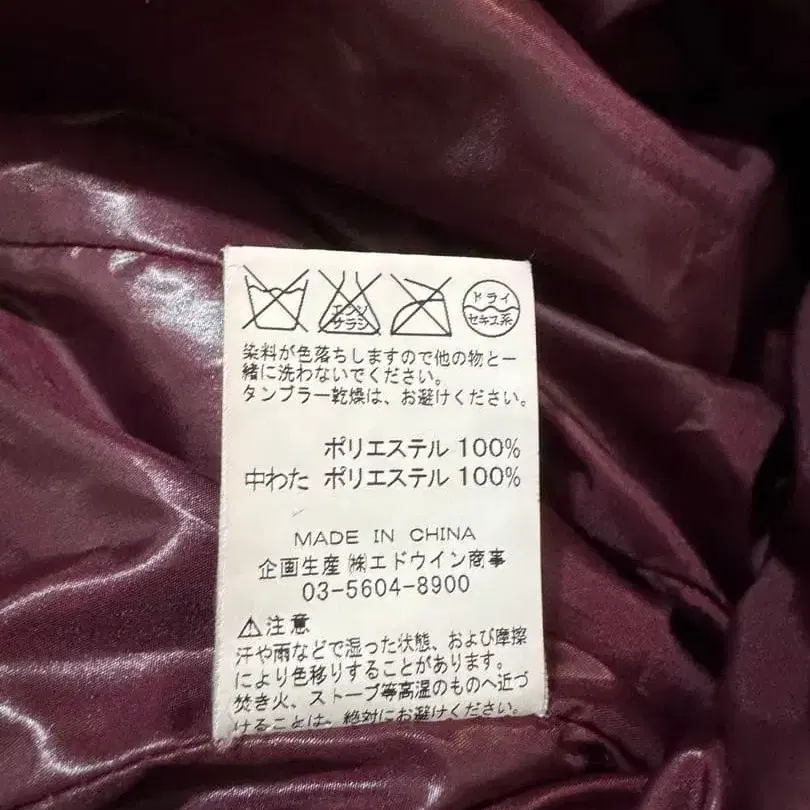 エンソ
サラシ
ドライ
セキユ系
染料が色落ちしますので他の物と一
緒に洗わないでください。
タンブラー乾燥は、お避けください。
ポリエステル 100%
中わた ポリエステル 100%
MADE IN CHINA
企画生産 ㈱エドウイン商事
03-5604-8900
⚠注意
汗や雨などで湿った状態、および摩擦
により色移りすることがあります。
焚き火、ストーブ等高温のものへ近づ
けることは、絶対にお避けください。